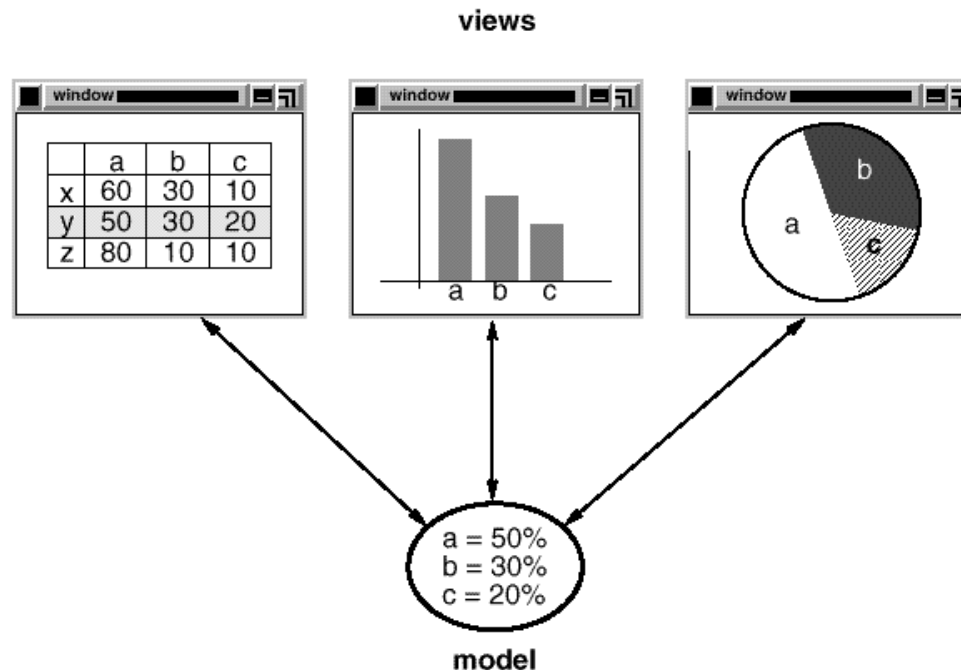 views
window
a b c
x 60 30 10
y 50 30 20
z 80 10 10
window
a b c
window
b
a
c
a = 50%
b = 30%
c = 20%
model